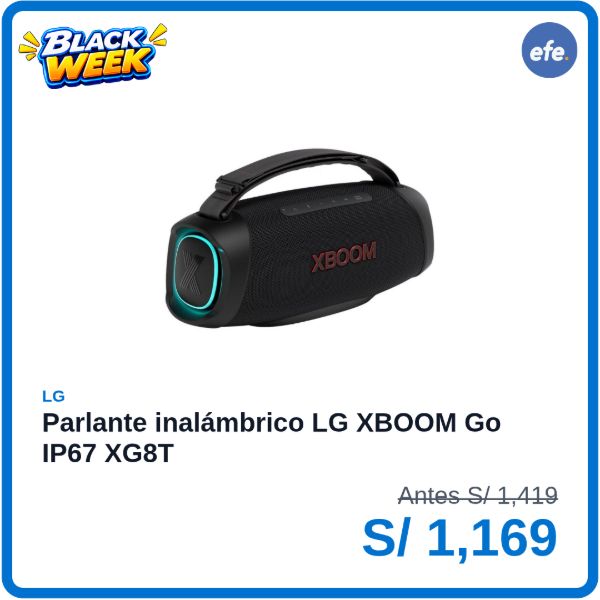 BLACK
WEEK
efe.
XBOOM
LG
Parlante inalámbrico LG XBOOM Go
IP67 XG8T
Antes S/ 1,419
S/ 1,169